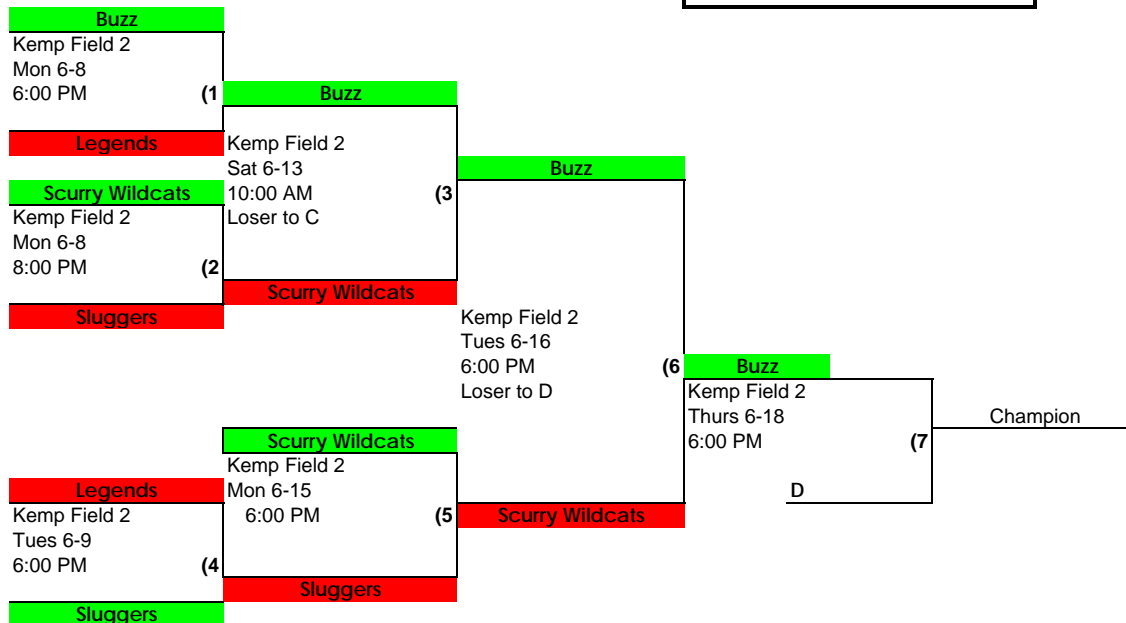 Buzz
Kemp Field 2
Mon 6-8
6:00 PM (1
Legends
Buzz
Kemp Field 2
Sat 6-13
10:00 AM (3
Loser to C
Scurry Wildcats
Scurry Wildcats
Kemp Field 2
Mon 6-8
8:00 PM (2
Sluggers
Buzz
Kemp Field 2
Tues 6-16
6:00 PM (6
Loser to D
Scurry Wildcats
Buzz
Kemp Field 2
Thurs 6-18
6:00 PM (7
D
Champion
Scurry Wildcats
Kemp Field 2
Mon 6-15
6:00 PM (5
Sluggers
Legends
Kemp Field 2
Tues 6-9
6:00 PM (4
Sluggers